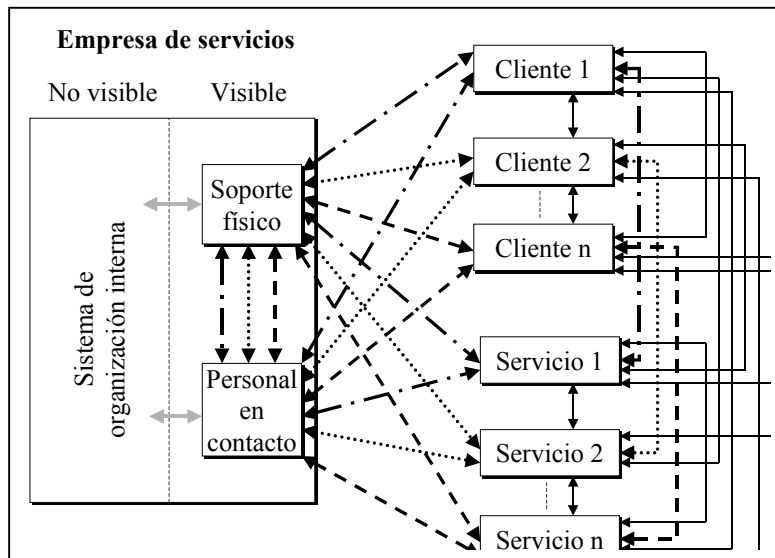 Empresa de servicios
No visible
Visible
Sistema de
organización interna
Soporte
físico
Personal
en
contacto
Cliente 1
Cliente 2
Cliente n
Servicio 1
Servicio 2
Servicio n